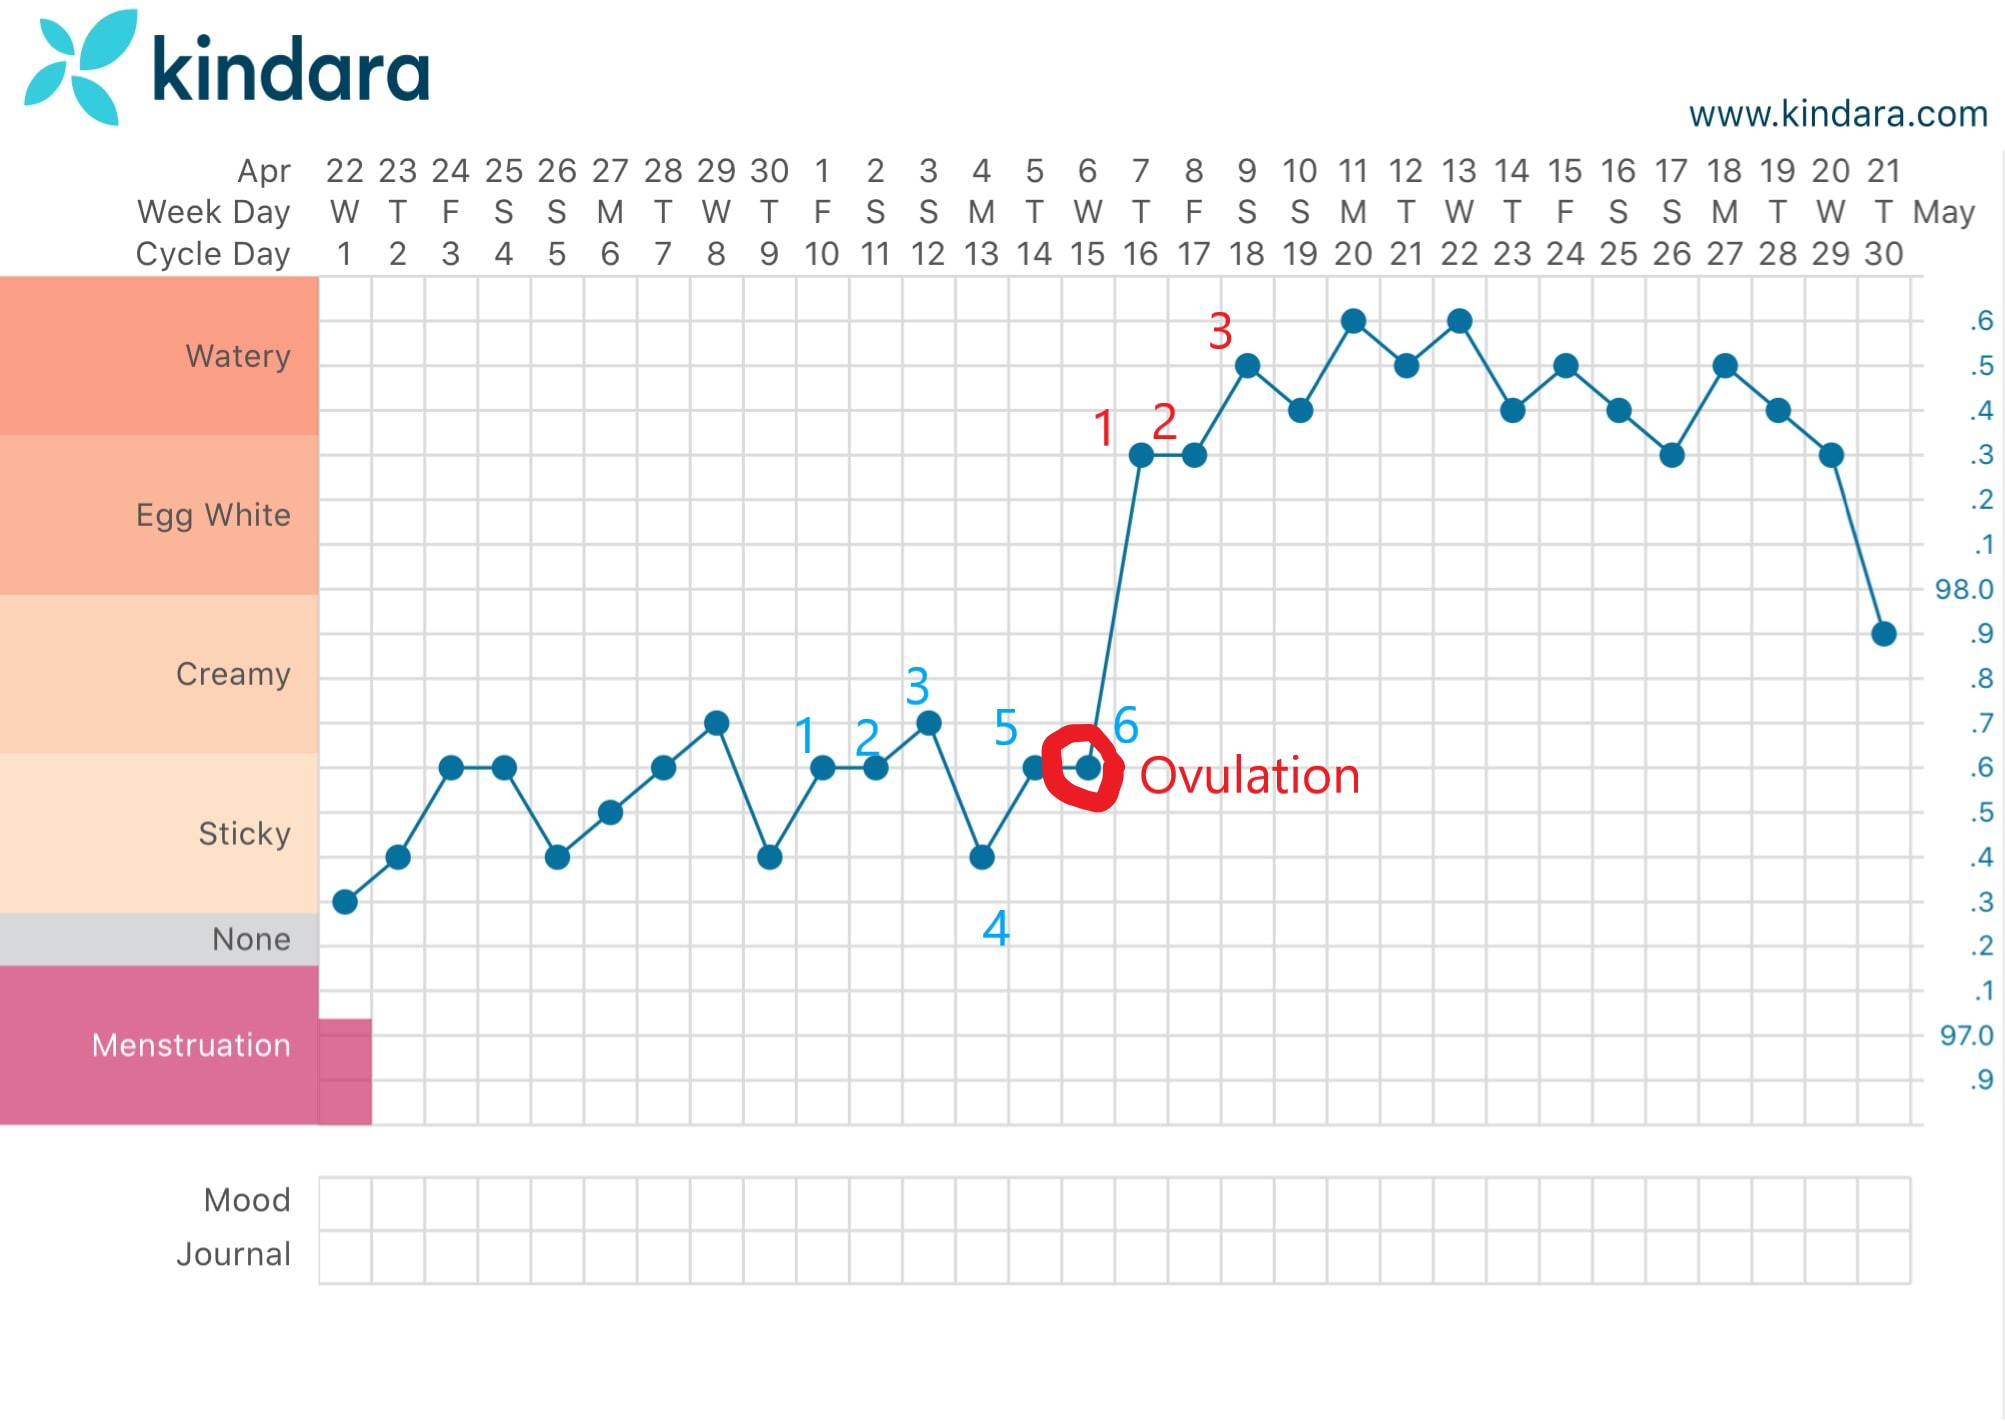 kindara
www.kindara.com
Apr 22 23 24 25 26 27 28 29 30 1 2 3 4 5 6 7 8 9 10 11 12 13 14 15 16 17 18 19 20 21
Week Day W T F S S M T W T F S S M T W T F S S M T W T F S S M T W T May
Cycle Day 1 2 3 4 5 6 7 8 9 10 11 12 13 14 15 16 17 18 19 20 21 22 23 24 25 26 27 28 29 30
.6
3
Watery
.5
.4
1 2
.3
Egg White
.2
.1
98.0
.9
Creamy
.8
3
1 2 5 6
.7
Ovulation
.6
.5
Sticky
.4
.3
4
None
.2
.1
Menstruation
97.0
.9
Mood
Journal